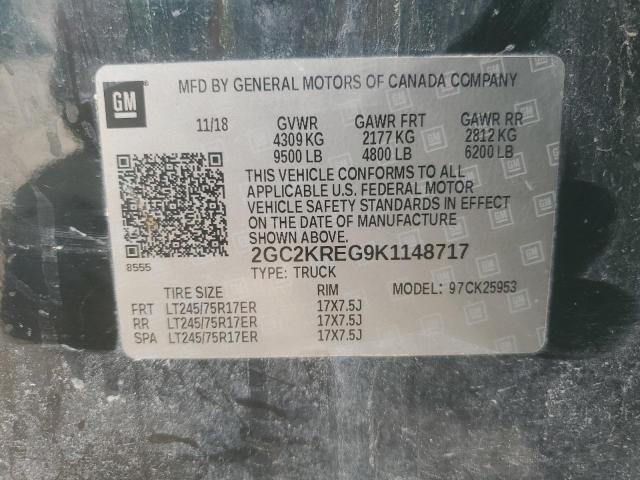 GM
MFD BY GENERAL MOTORS OF CANADA COMPANY
11/18 GVWR GAWR FRT GAWR RR
4309 KG 2177 KG 2812 KG
9500 LB 4800 LB 6200 LB
THIS VEHICLE CONFORMS TO ALL
APPLICABLE U.S. FEDERAL MOTOR
VEHICLE SAFETY STANDARDS IN EFFECT
ON THE DATE OF MANUFACTURE
SHOWN ABOVE.
8555
2GC2KREG9K1148717
TYPE: TRUCK
TIRE SIZE RIM MODEL: 97CK25953
FRT LT245/75R17ER 17X7.5J
RR LT245/75R17ER 17X7.5J
SPA LT245/75R17ER 17X7.5J